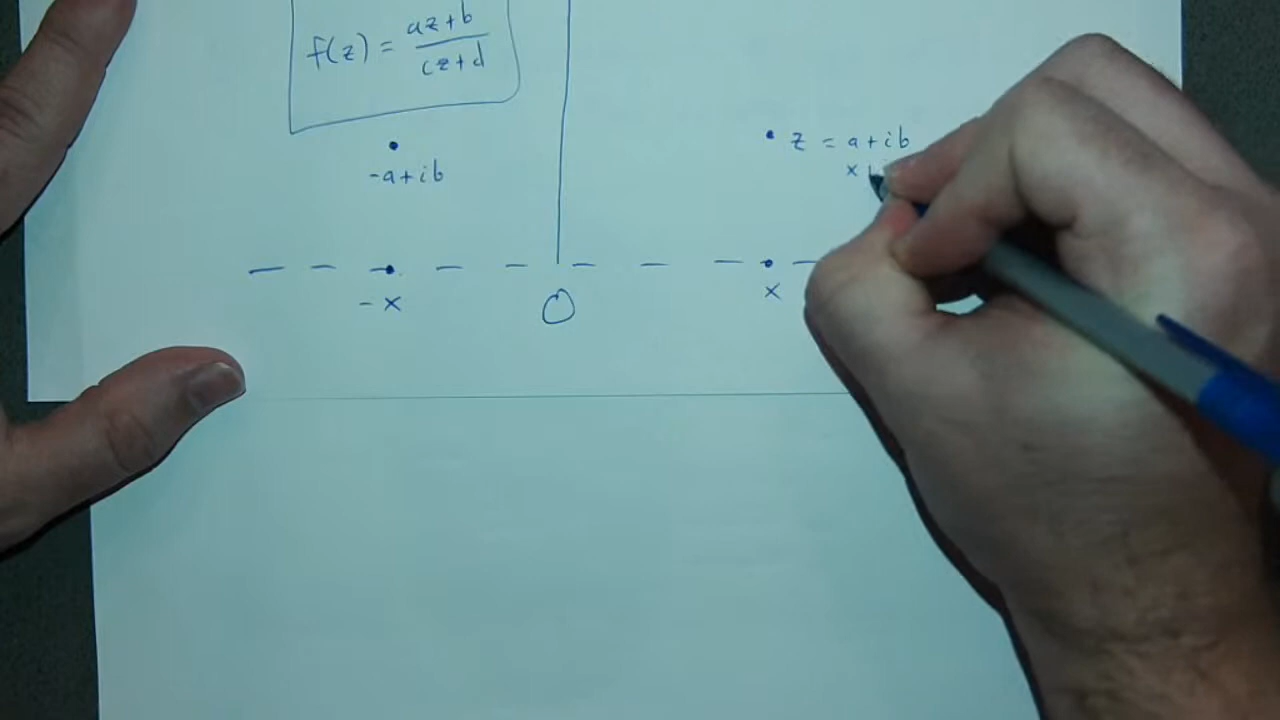 f(z) = az+b / cz+d
z = a+ib
x
-a+ib
-x
0
x